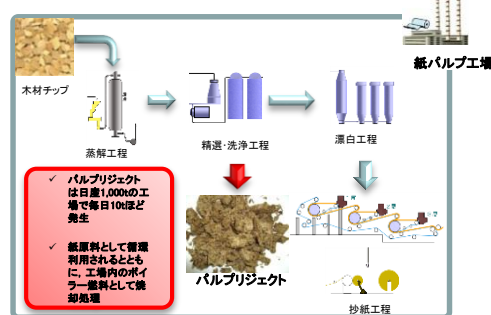 紙パルプ工場
木材チップ
蒸解工程
精選・洗浄工程
漂白工程
✓ パルプリジェクト
は日産1,000tの工
場で毎日10tほど
発生
✓ 紙原料として循環
利用されるととも
に，工場内のボイ
ラー燃料として焼
却処理
パルプリジェクト
抄紙工程